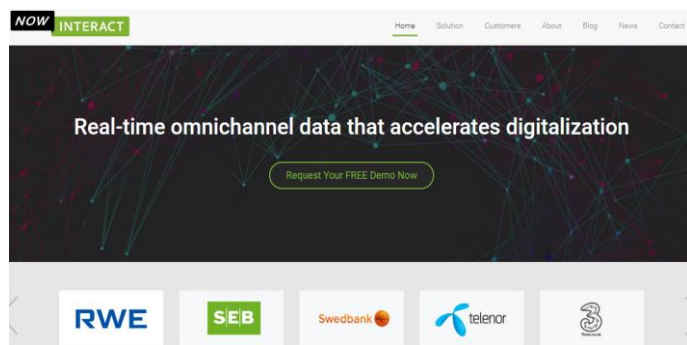 NOW INTERACT
Home Solution Customers About Blog News Contact
Real-time omnichannel data that accelerates digitalization
Request Your FREE Demo Now
RWE S|E|B Swedbank telenor 3